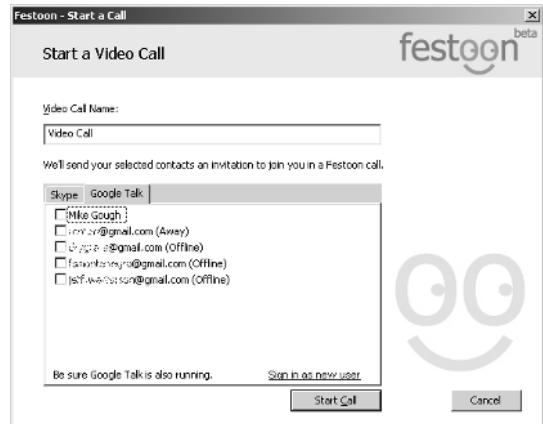 Festoon - Start a Call
Start a Video Call
festoon beta
Video Call Name:
Video Call
We'll send your selected contacts an invitation to join you in a Festoon call.
Skype Google Talk
Mike Gough
@gmail.com (Away)
@gmail.com (Offline)
@gmail.com (Offline)
@gmail.com (Offline)
Be sure Google Talk is also running. Sign in as new user
Start Call Cancel